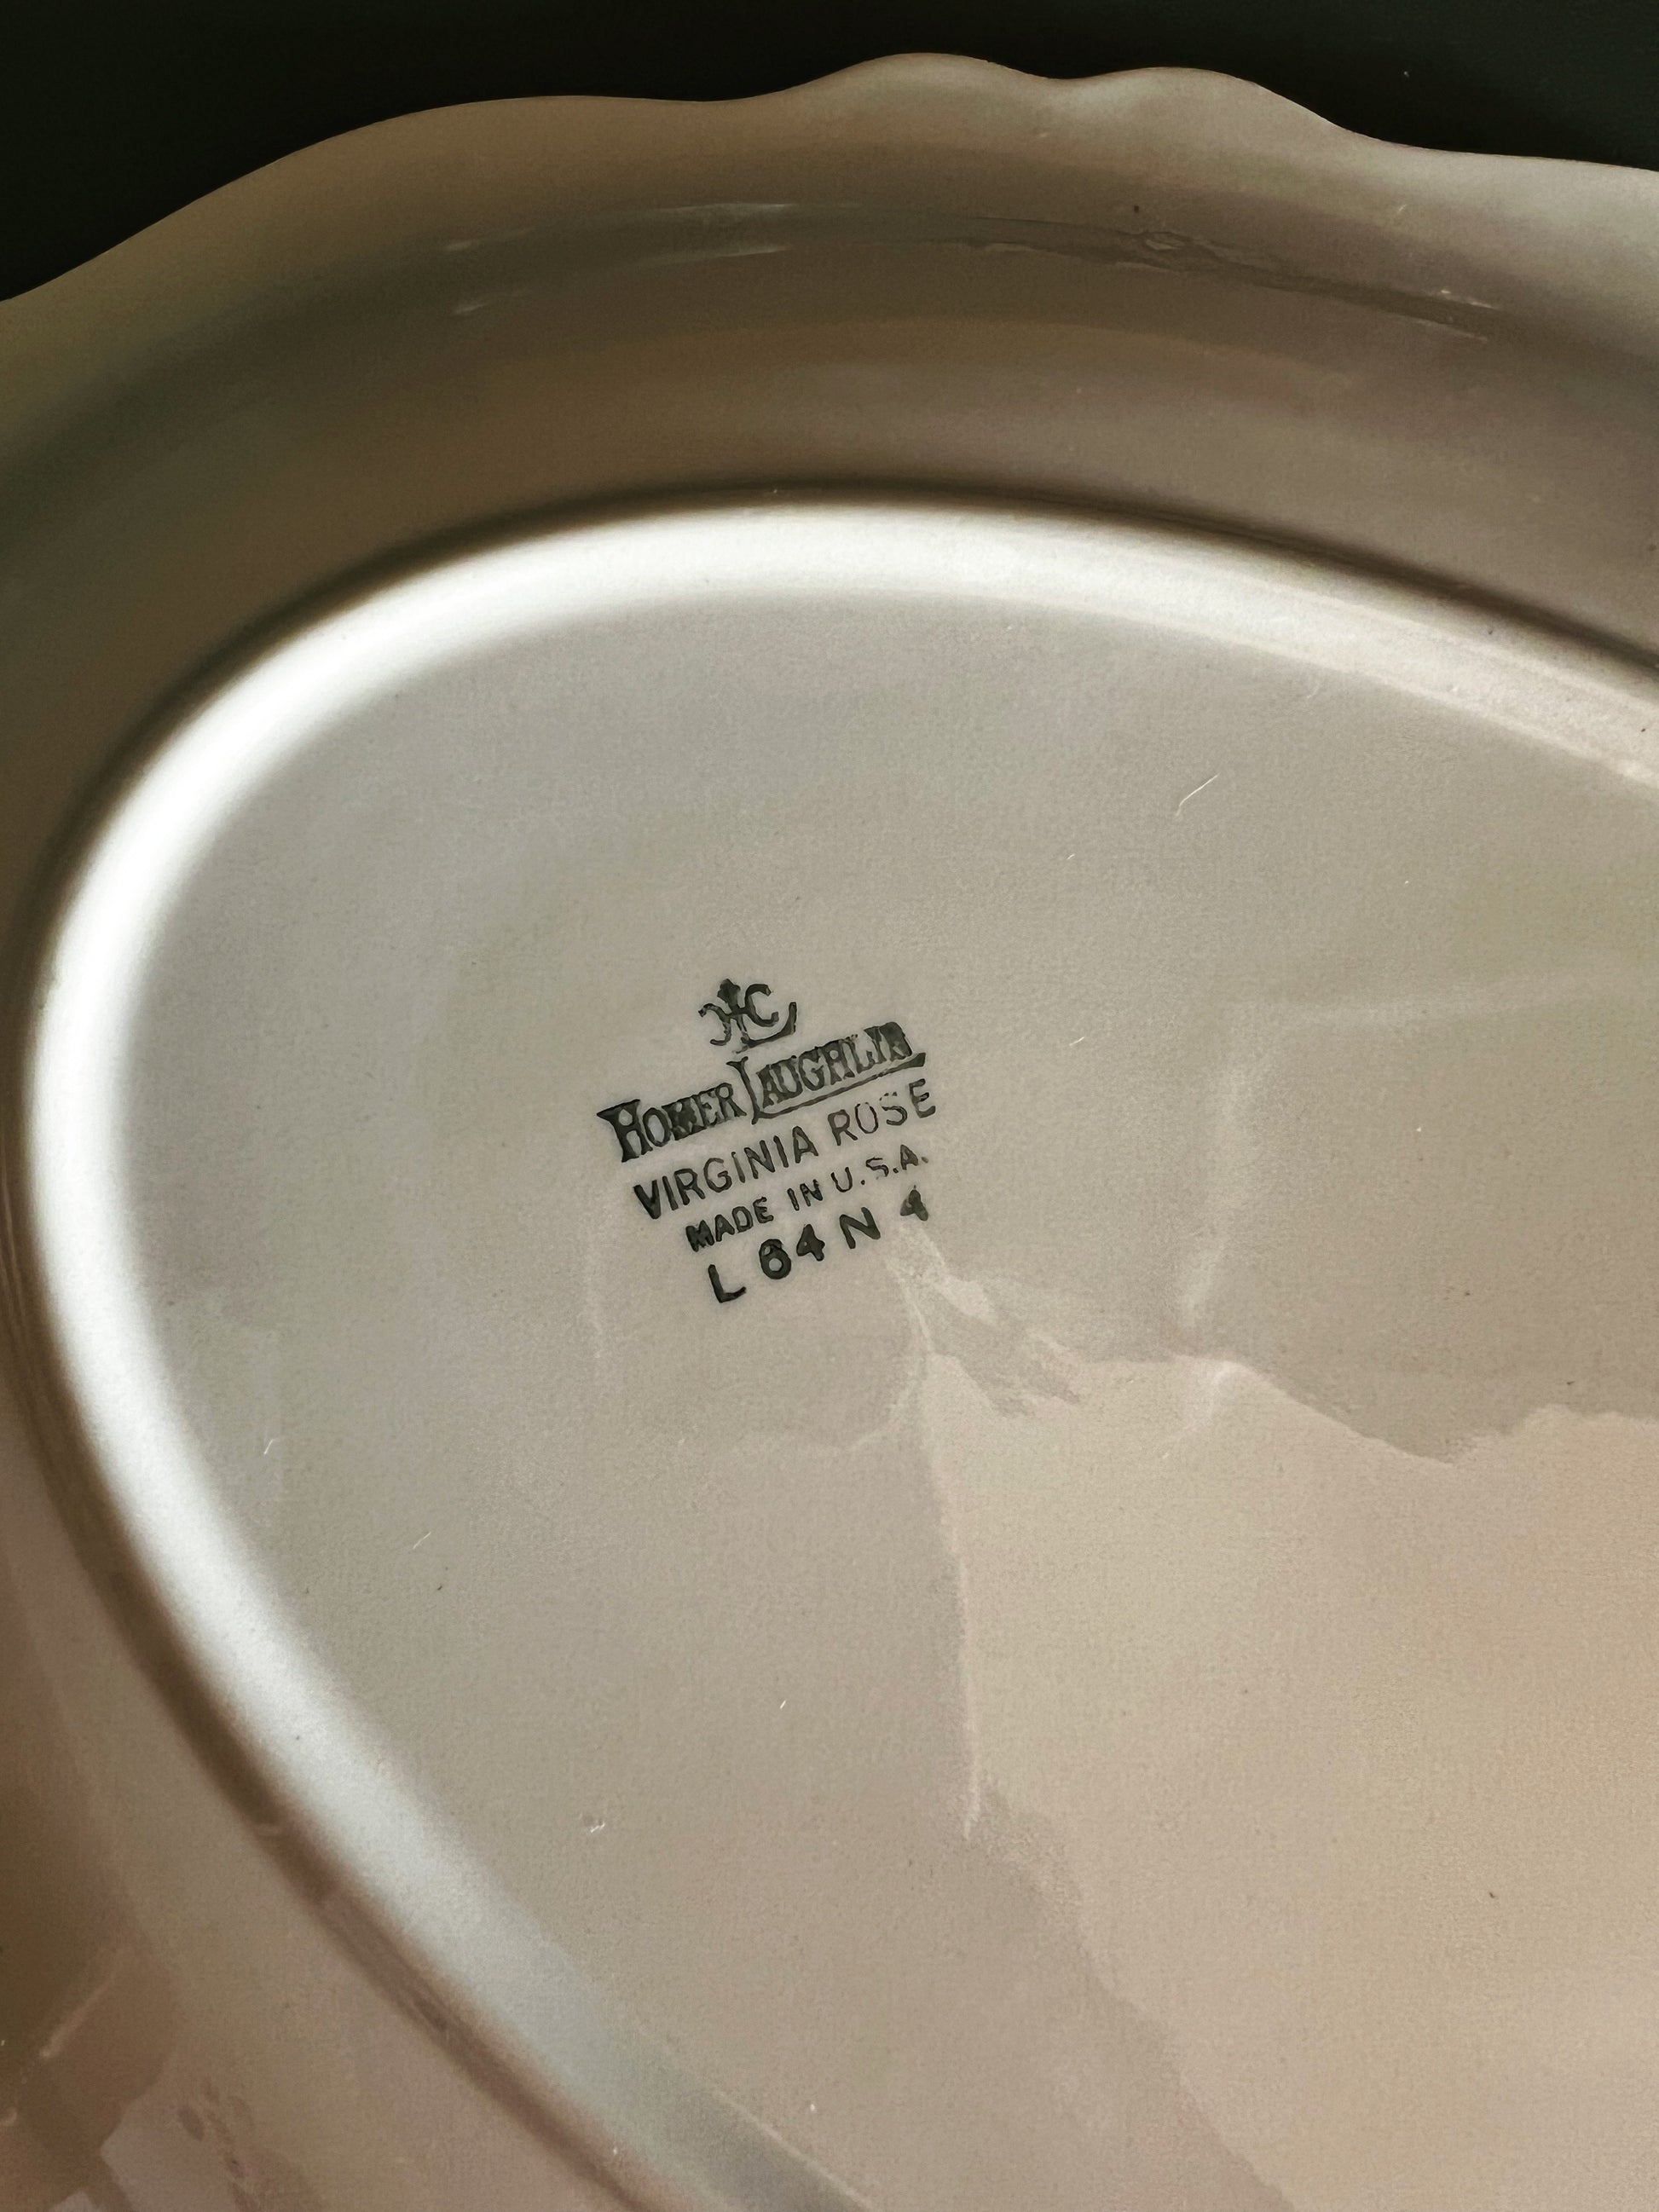 HLC
HOMER LAUGHLIN
VIRGINIA ROSE
MADE IN U.S.A.
L 64 N 4